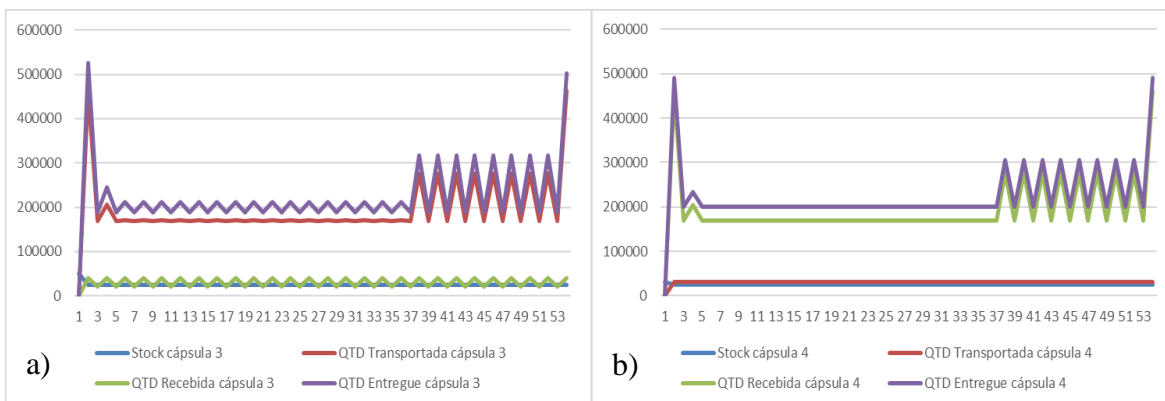 600000
500000
400000
300000
200000
100000
0
1 3 5 7 9 11 13 15 17 19 21 23 25 27 29 31 33 35 37 39 41 43 45 47 49 51 53
Stock cápsula 3 QTD Transportada cápsula 3
QTD Recebida cápsula 3 QTD Entregue cápsula 3
a)
600000
500000
400000
300000
200000
100000
0
1 3 5 7 9 11 13 15 17 19 21 23 25 27 29 31 33 35 37 39 41 43 45 47 49 51 53
Stock cápsula 4 QTD Transportada cápsula 4
QTD Recebida cápsula 4 QTD Entregue cápsula 4
b)